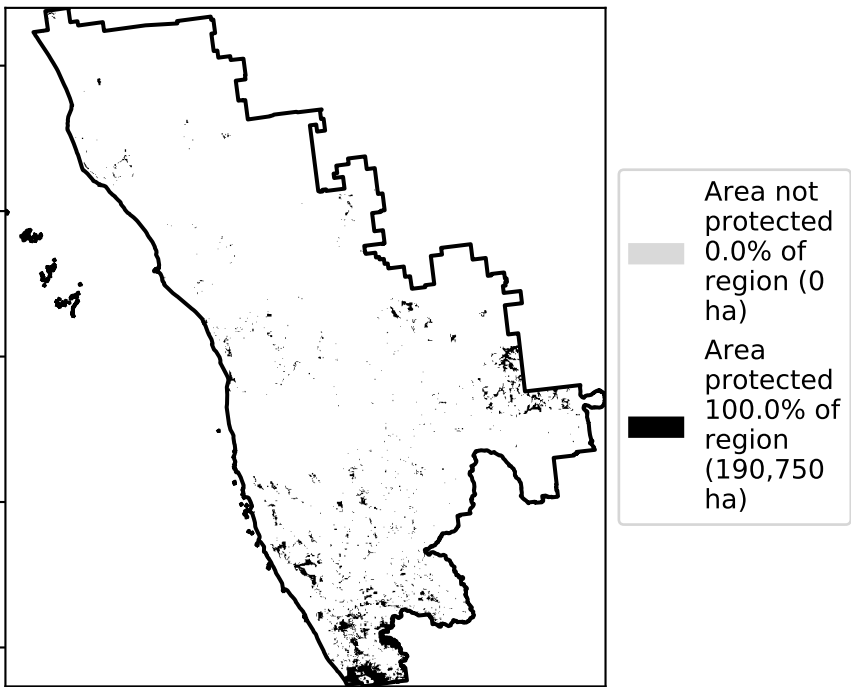 Area not
protected
0.0% of
region (0
ha)
Area
protected
100.0% of
region
(190,750
ha)